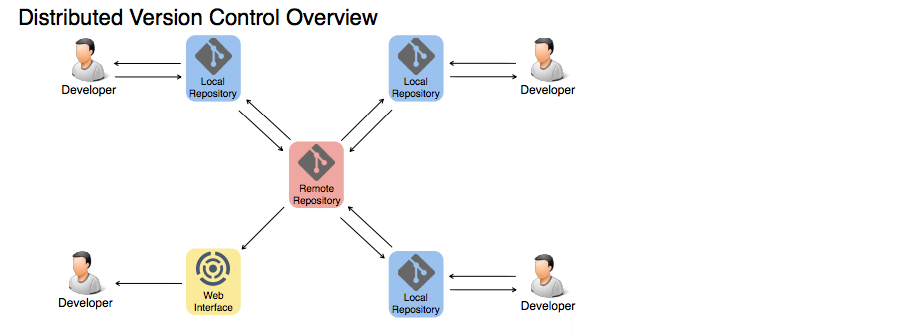 Distributed Version Control Overview
Developer
Local
Repository
Local
Repository
Developer
Remote
Repository
Developer
Web
Interface
Local
Repository
Developer